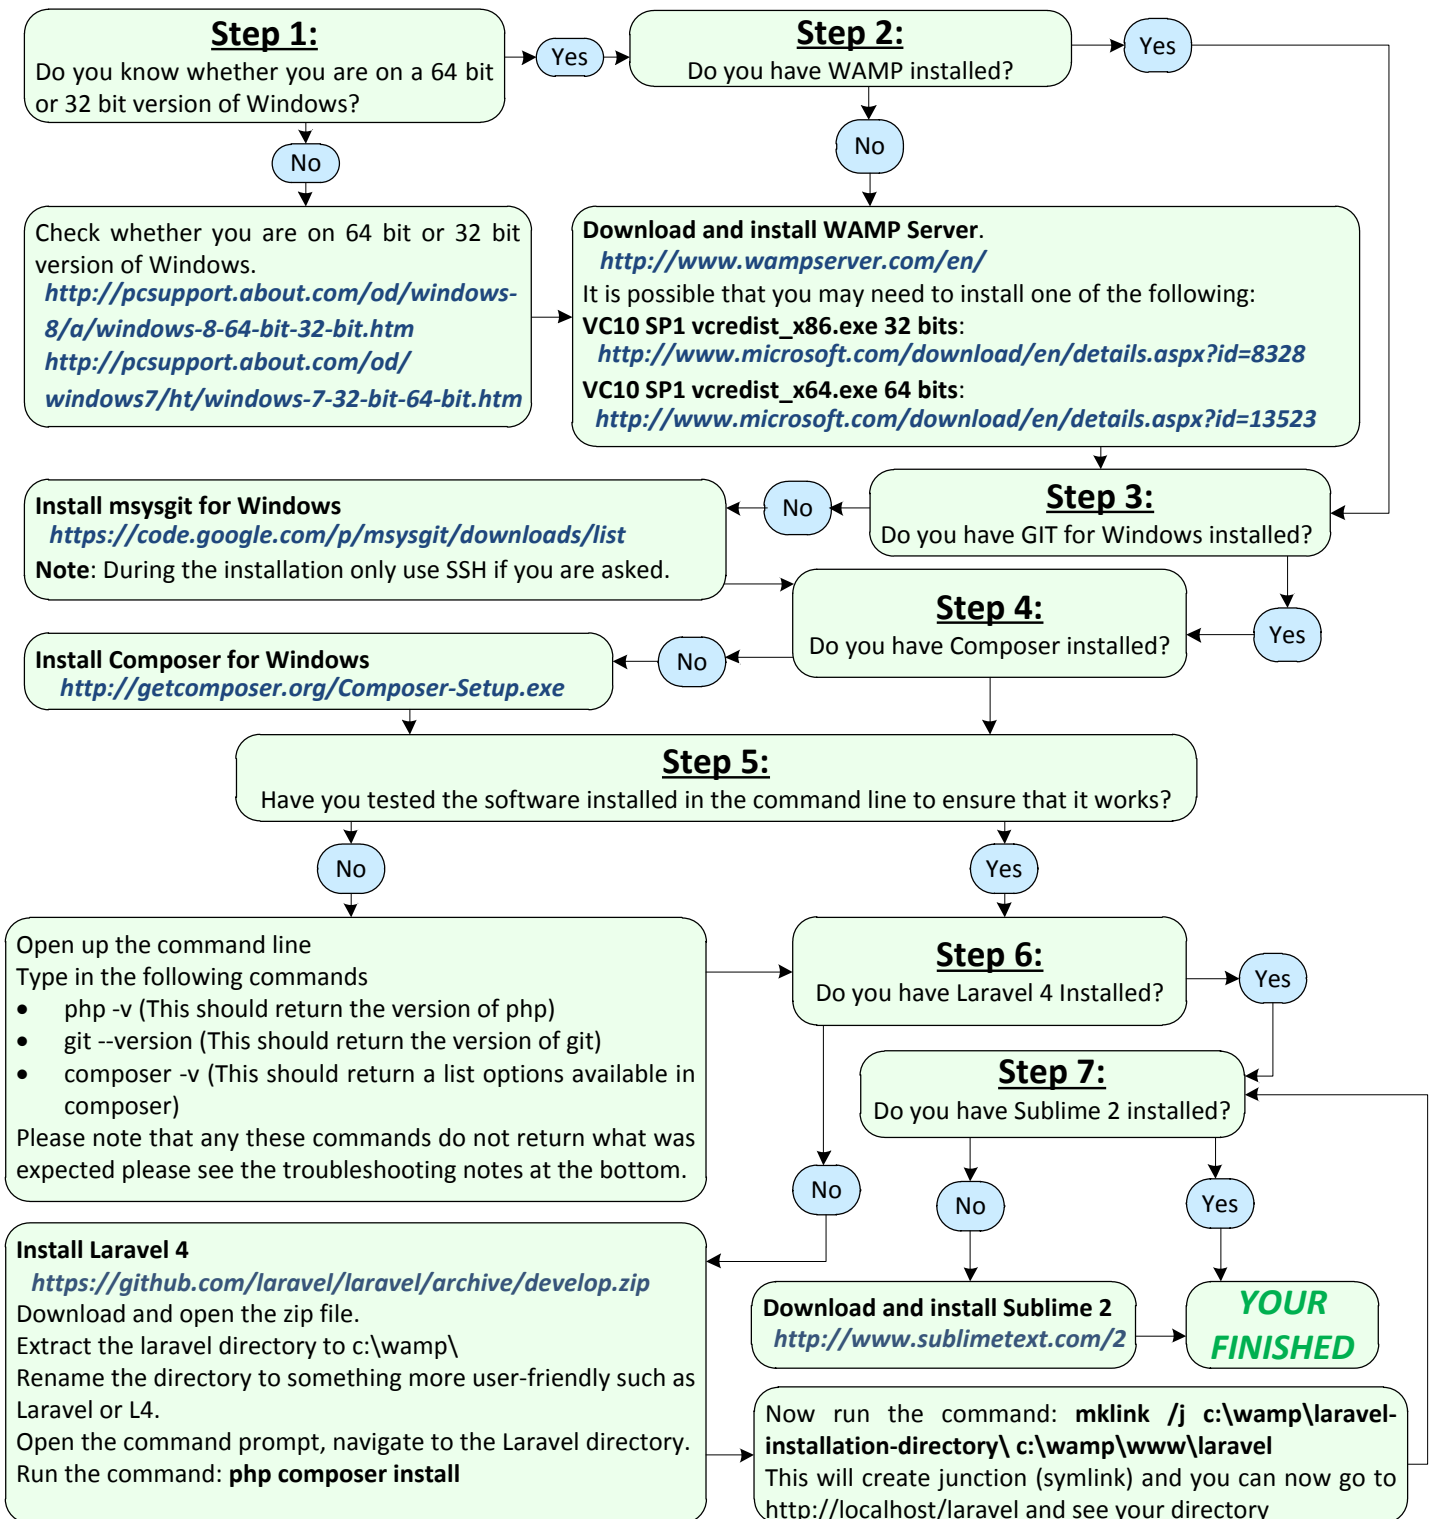 Step 1:
Do you know whether you are on a 64 bit
or 32 bit version of Windows?
Yes
Step 2:
Do you have WAMP installed?
Yes
No
No
Check whether you are on 64 bit or 32 bit
version of Windows.
http://pcsupport.about.com/od/windows-
8/a/windows-8-64-bit-32-bit.htm
http://pcsupport.about.com/od/
windows7/ht/windows-7-32-bit-64-bit.htm
Download and install WAMP Server.
http://www.wampserver.com/en/
It is possible that you may need to install one of the following:
VC10 SP1 vcredist_x86.exe 32 bits:
http://www.microsoft.com/download/en/details.aspx?id=8328
VC10 SP1 vcredist_x64.exe 64 bits:
http://www.microsoft.com/download/en/details.aspx?id=13523
Step 3:
Do you have GIT for Windows installed?
No
Install msysgit for Windows
https://code.google.com/p/msysgit/downloads/list
Note: During the installation only use SSH if you are asked.
Yes
Step 4:
Do you have Composer installed?
No
Install Composer for Windows
http://getcomposer.org/Composer-Setup.exe
Step 5:
Have you tested the software installed in the command line to ensure that it works?
No
Yes
Open up the command line
Type in the following commands
• php -v (This should return the version of php)
• git --version (This should return the version of git)
• composer -v (This should return a list options available in
composer)
Please note that any these commands do not return what was
expected please see the troubleshooting notes at the bottom.
Step 6:
Do you have Laravel 4 Installed?
Yes
Step 7:
Do you have Sublime 2 installed?
No
No
Yes
Install Laravel 4
https://github.com/laravel/laravel/archive/develop.zip
Download and open the zip file.
Extract the laravel directory to c:\wamp\
Rename the directory to something more user-friendly such as
Laravel or L4.
Open the command prompt, navigate to the Laravel directory.
Run the command: php composer install
Download and install Sublime 2
http://www.sublimetext.com/2
YOUR
FINISHED
Now run the command: mklink /j c:\wamp\laravel-
installation-directory\ c:\wamp\www\laravel
This will create junction (symlink) and you can now go to
http://localhost/laravel and see your directory